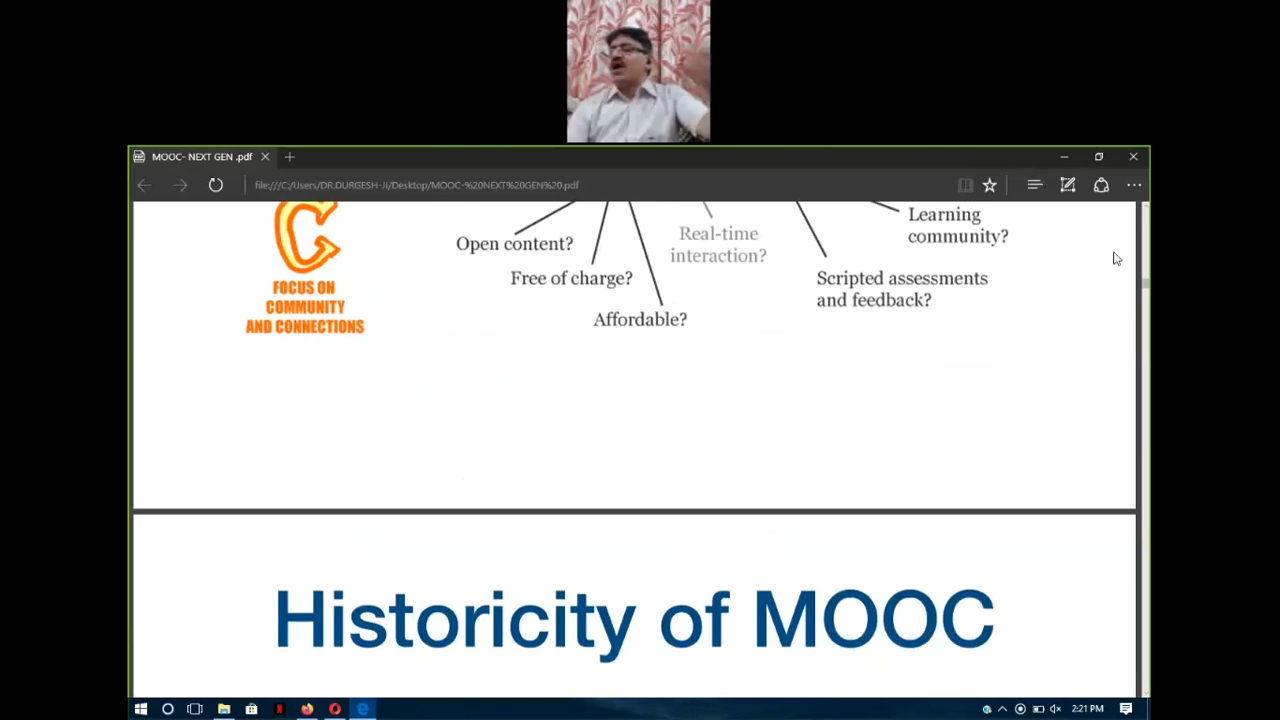 MOOC- NEXT GEN .pdf
file:///C:/Users/DR.DURGESH-Ji/Desktop/MOOC-%20NEXT%20GEN%20.pdf
C
FOCUS ON
COMMUNITY
AND CONNECTIONS
Open content?
Free of charge?
Affordable?
Real-time
interaction?
Scripted assessments
and feedback?
Learning
community?
Historicity of MOOC
2:21 PM